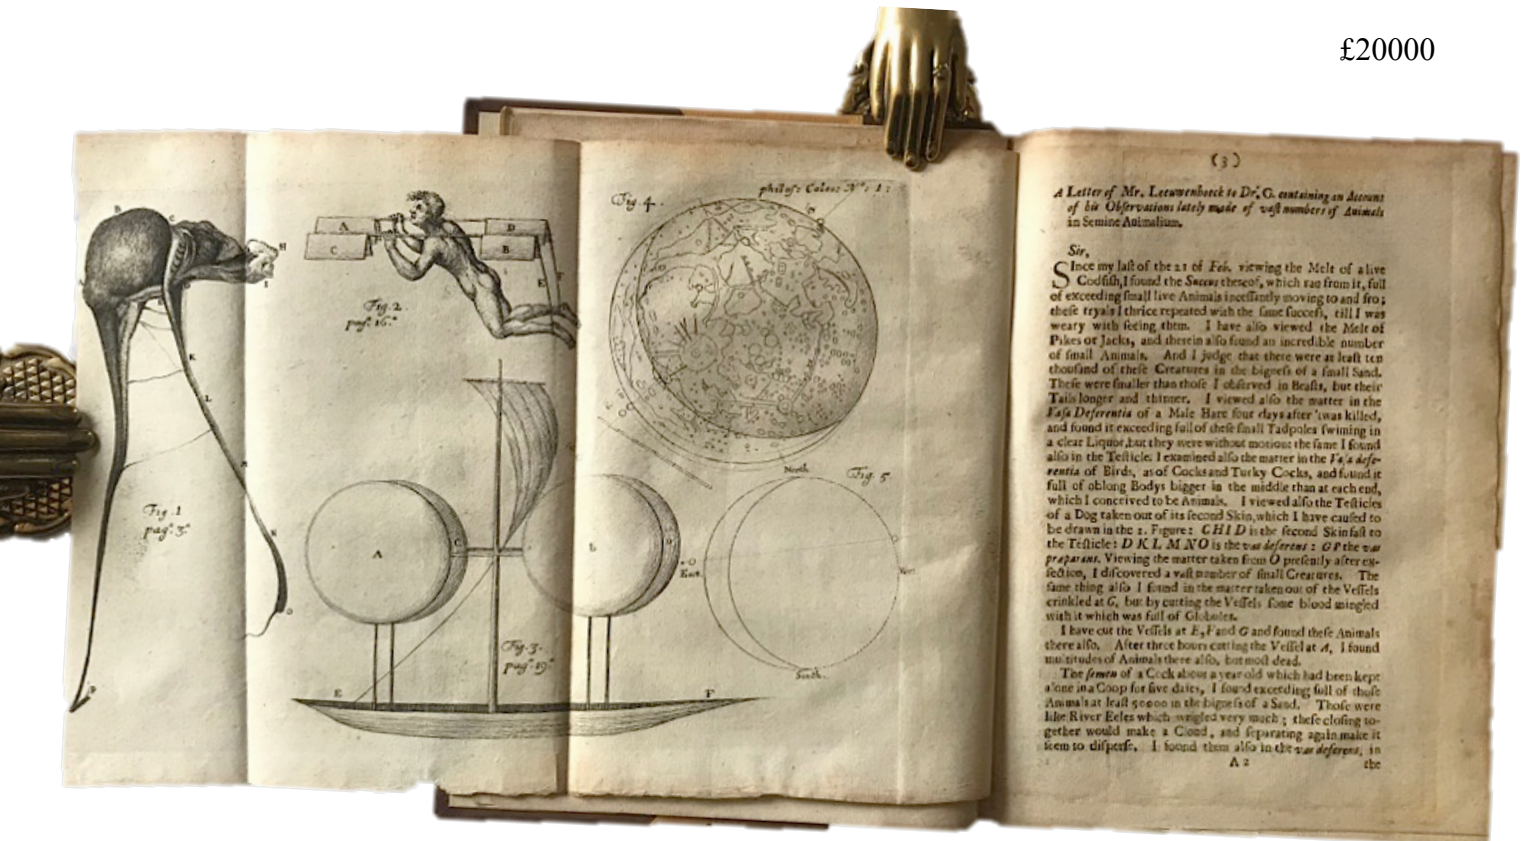 £20000
philoſ: Colec: Nº: 1:
Fig. 4.
A
D
C
B
E
F
Fig. 2.
pag: 16.
B
C
H
I
K
L
M
N
O
Fig. 1
pag: 3.
North
Fig. 5
A
b
C
D
O
Eaſt.
Weſt.
South.
Fig. 3.
pag: 19.
E
F
(3)
A Letter of Mr. Leeuwenhoeck to Dr. G. containing an Account
of his Obſervations lately made of vaſt numbers of Animals
in Semine Animalium.
Sir,
SInce my laſt of the 21 of Feb. viewing the Melt of a live
Codfiſh, I found the Succus thereof, which ran from it, full
of exceeding ſmall live Animals inceſſantly moving to and fro;
theſe tryals I thrice repeated with the ſame ſucceſs, till I was
weary with ſeeing them. I have alſo viewed the Melt of
Pikes or Jacks, and therein alſo found an incredible number
of ſmall Animals. And I judge that there were at leaſt ten
thouſand of theſe Creatures in the bigneſs of a ſmall Sand.
Theſe were ſmaller than thoſe I obſerved in Beaſts, but their
Tails longer and thinner. I viewed alſo the matter in the
Vaſa Deferentia of a Male Hare four days after 'twas killed,
and found it exceeding full of theſe ſmall Tadpoles ſwiming in
a clear Liquor, but they were without motion: the ſame I found
alſo in the Teſticle. I examined alſo the matter in the Vaſa defe-
rentia of Birds, as of Cocks and Turky Cocks, and found it
full of oblong Bodys bigger in the middle than at each end,
which I conceived to be Animals. I viewed alſo the Teſticles
of a Dog taken out of its ſecond Skin, which I have cauſed to
be drawn in the 1. Figure: CHID is the ſecond Skin faſt to
the Teſticle: DKLMNO is the vas deferens: GP the vas
præparans. Viewing the matter taken from O preſently after ex-
ſection, I diſcovered a vaſt number of ſmall Creatures. The
ſame thing alſo I found in the matter taken out of the Veſſels
crinkled at G, but by cutting the Veſſels ſome blood mingled
with it which was full of Globules.
I have cut the Veſſels at E, F and G and found theſe Animals
there alſo. After three hours cutting the Veſſel at A, I found
multitudes of Animals there alſo, but moſt dead.
The ſemen of a Cock about a year old which had been kept
alone in a Coop for five daies, I found exceeding full of thoſe
Animals at leaſt 50000 in the bigneſs of a Sand. Thoſe were
like River Eeles which wrigled very much; theſe cloſing to-
gether would make a Cloud, and ſeparating again make it
ſeem to diſperſe. I found them alſo in the vas deferens, in
A 2
the